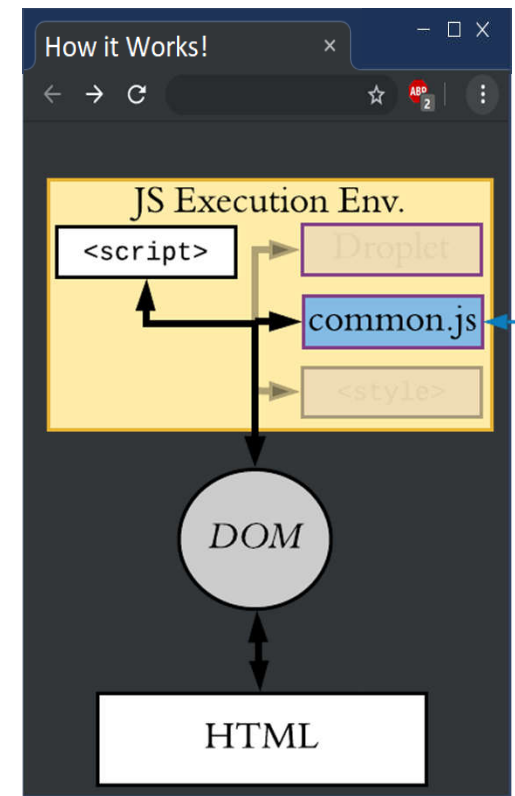 How it Works!
ABP
2
JS Execution Env.
<script>
Droplet
common.js
<style>
DOM
HTML